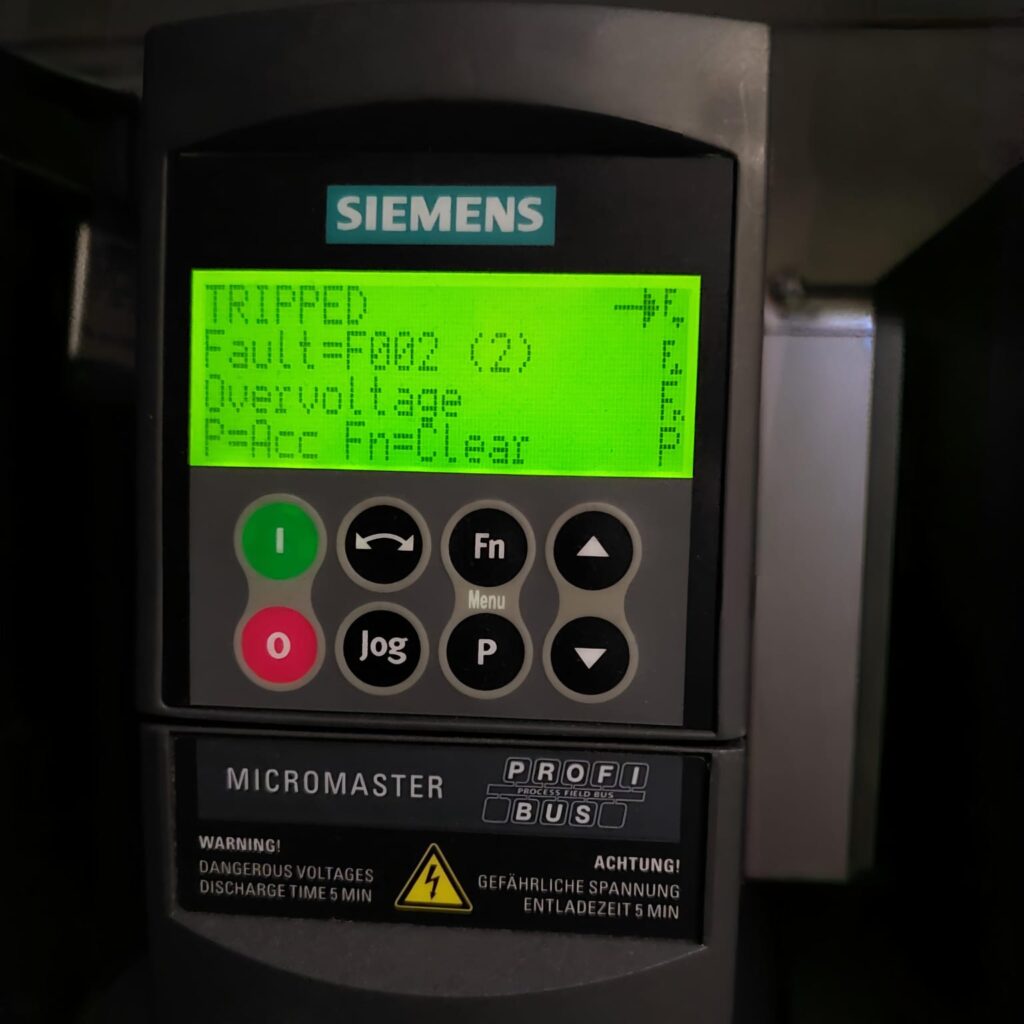 SIEMENS
TRIPPED
Fault=F002 (2)
Overvoltage
P=Acc Fn=Clear P
I
Fn
Menu
O
Jog
P
MICROMASTER
PROFI
PROCESS FIELD BUS
BUS
WARNING!
DANGEROUS VOLTAGES
DISCHARGE TIME 5 MIN
ACHTUNG!
GEFÄHRLICHE SPANNUNG
ENTLADEZEIT 5 MIN